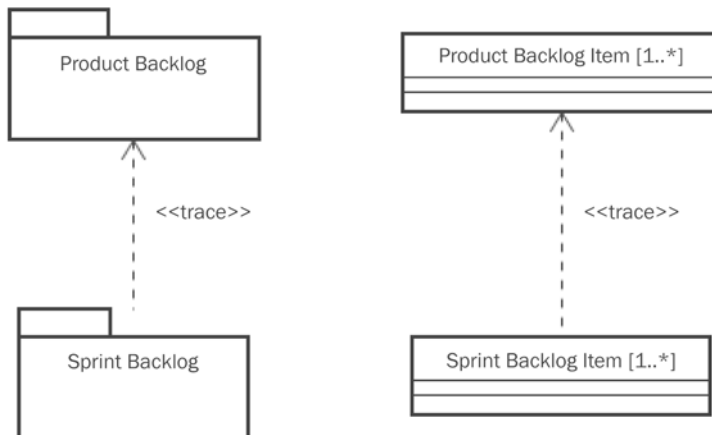 Product Backlog
Product Backlog Item [1..*]
<<trace>>
<<trace>>
Sprint Backlog
Sprint Backlog Item [1..*]